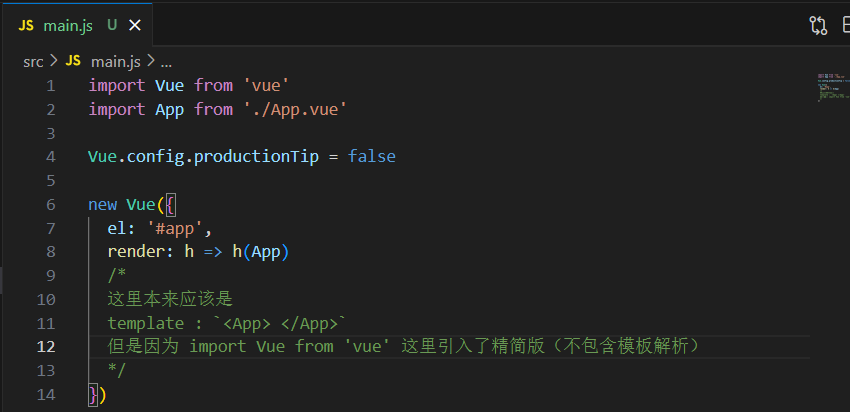 JS main.js U
src > JS main.js > ...
1 import Vue from 'vue'
2 import App from './App.vue'
3
4 Vue.config.productionTip = false
5
6 new Vue({
7 el: '#app',
8 render: h => h(App)
9 /*
10 这里本来应该是
11 template : `<App> </App>`
12 但是因为 import Vue from 'vue' 这里引入了精简版（不包含模板解析）
13 */
14 })